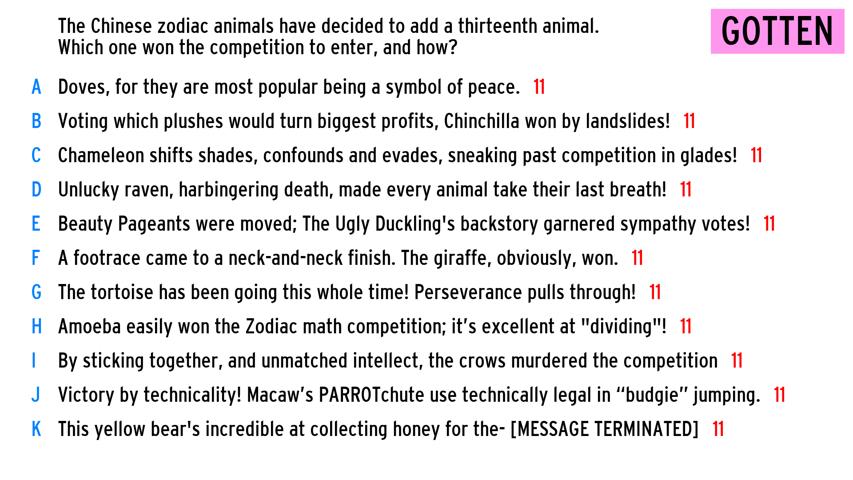 The Chinese zodiac animals have decided to add a thirteenth animal.
Which one won the competition to enter, and how?
GOTTEN
A Doves, for they are most popular being a symbol of peace. 11
B Voting which plushes would turn biggest profits, Chinchilla won by landslides! 11
C Chameleon shifts shades, confounds and evades, sneaking past competition in glades! 11
D Unlucky raven, harbingering death, made every animal take their last breath! 11
E Beauty Pageants were moved; The Ugly Duckling's backstory garnered sympathy votes! 11
F A footrace came to a neck-and-neck finish. The giraffe, obviously, won. 11
G The tortoise has been going this whole time! Perseverance pulls through! 11
H Amoeba easily won the Zodiac math competition; it’s excellent at "dividing"! 11
I By sticking together, and unmatched intellect, the crows murdered the competition 11
J Victory by technicality! Macaw’s PARROTchute use technically legal in “budgie” jumping. 11
K This yellow bear's incredible at collecting honey for the- [MESSAGE TERMINATED] 11